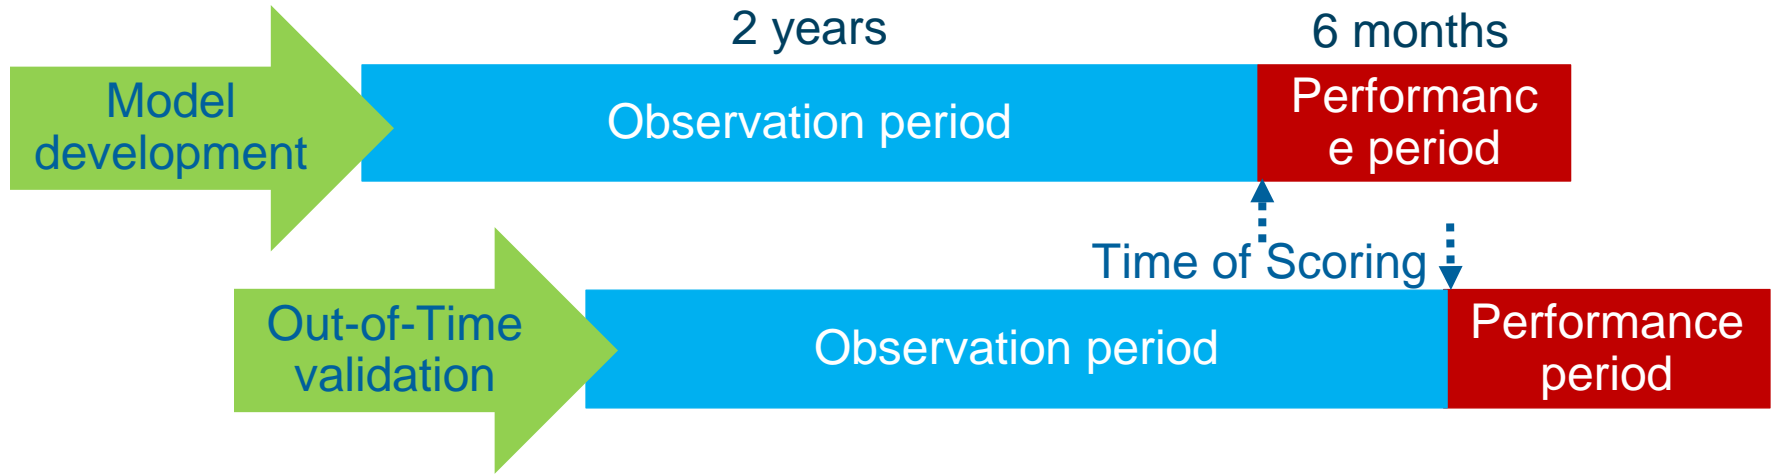 2 years
6 months
Model
development
Observation period
Performanc
e period
Time of Scoring
Out-of-Time
validation
Observation period
Performance
period